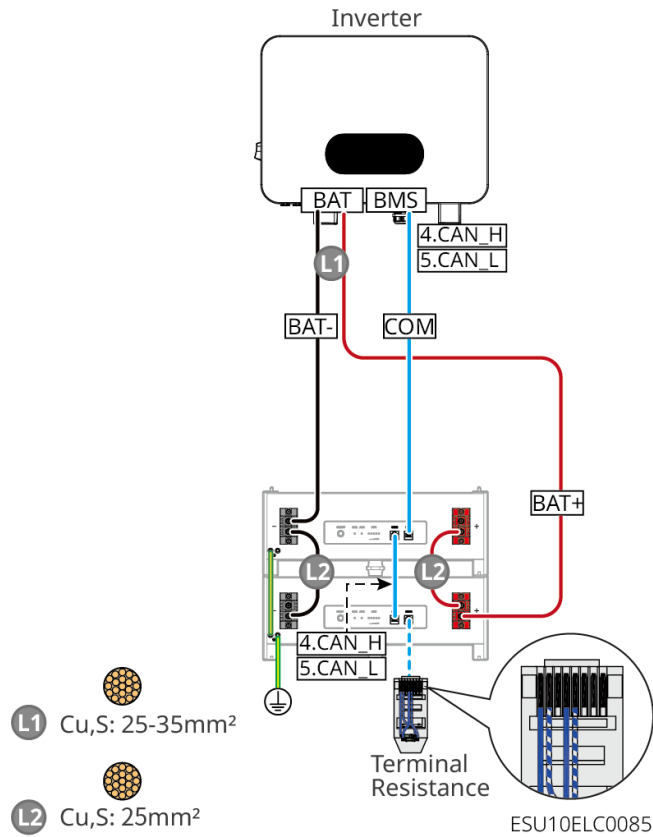 Inverter
BAT
BMS
4.CAN_H
5.CAN_L
L1
BAT-
COM
BAT+
-
+
L2
L2
-
+
4.CAN_H
5.CAN_L
L1 Cu,S: 25-35mm²
Terminal
Resistance
L2 Cu,S: 25mm²
ESU10ELC0085